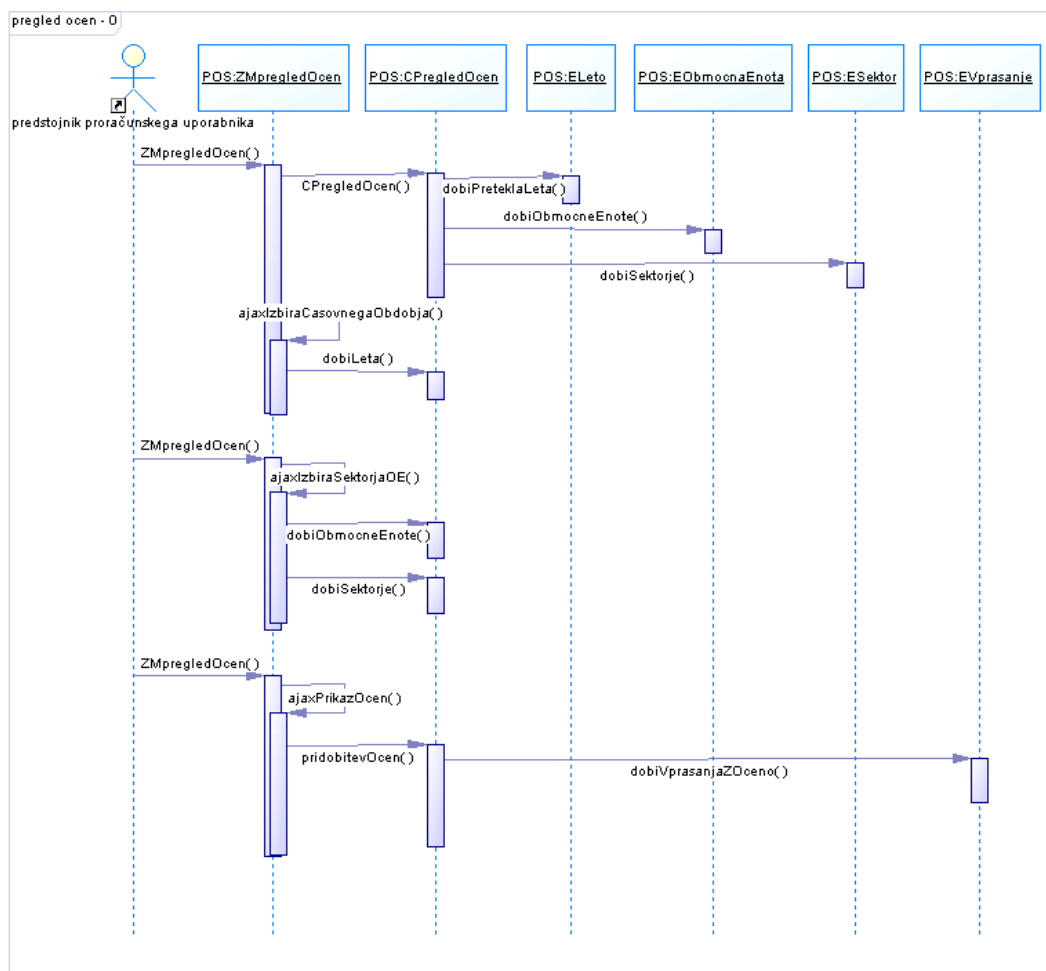 pregled ocen - 0
POS:ZMpregledOcen
POS:CPregledOcen
POS:ELeto
POS:EObmocnaEnota
POS:ESektor
POS:EVprasanje
predstojnik proračunskega uporabnika
ZMpregledOcen()
CPregledOcen()
dobiPreteklaLeta()
dobiObmocneEnote()
dobiSektorje()
ajaxIzbiraCasovnegaObdobja()
dobiLeta()
ZMpregledOcen()
ajaxIzbiraSektorjaOE()
dobiObmocneEnote()
dobiSektorje()
ZMpregledOcen()
ajaxPrikazOcen()
pridobitevOcen()
dobiVprasanjaZOceno()